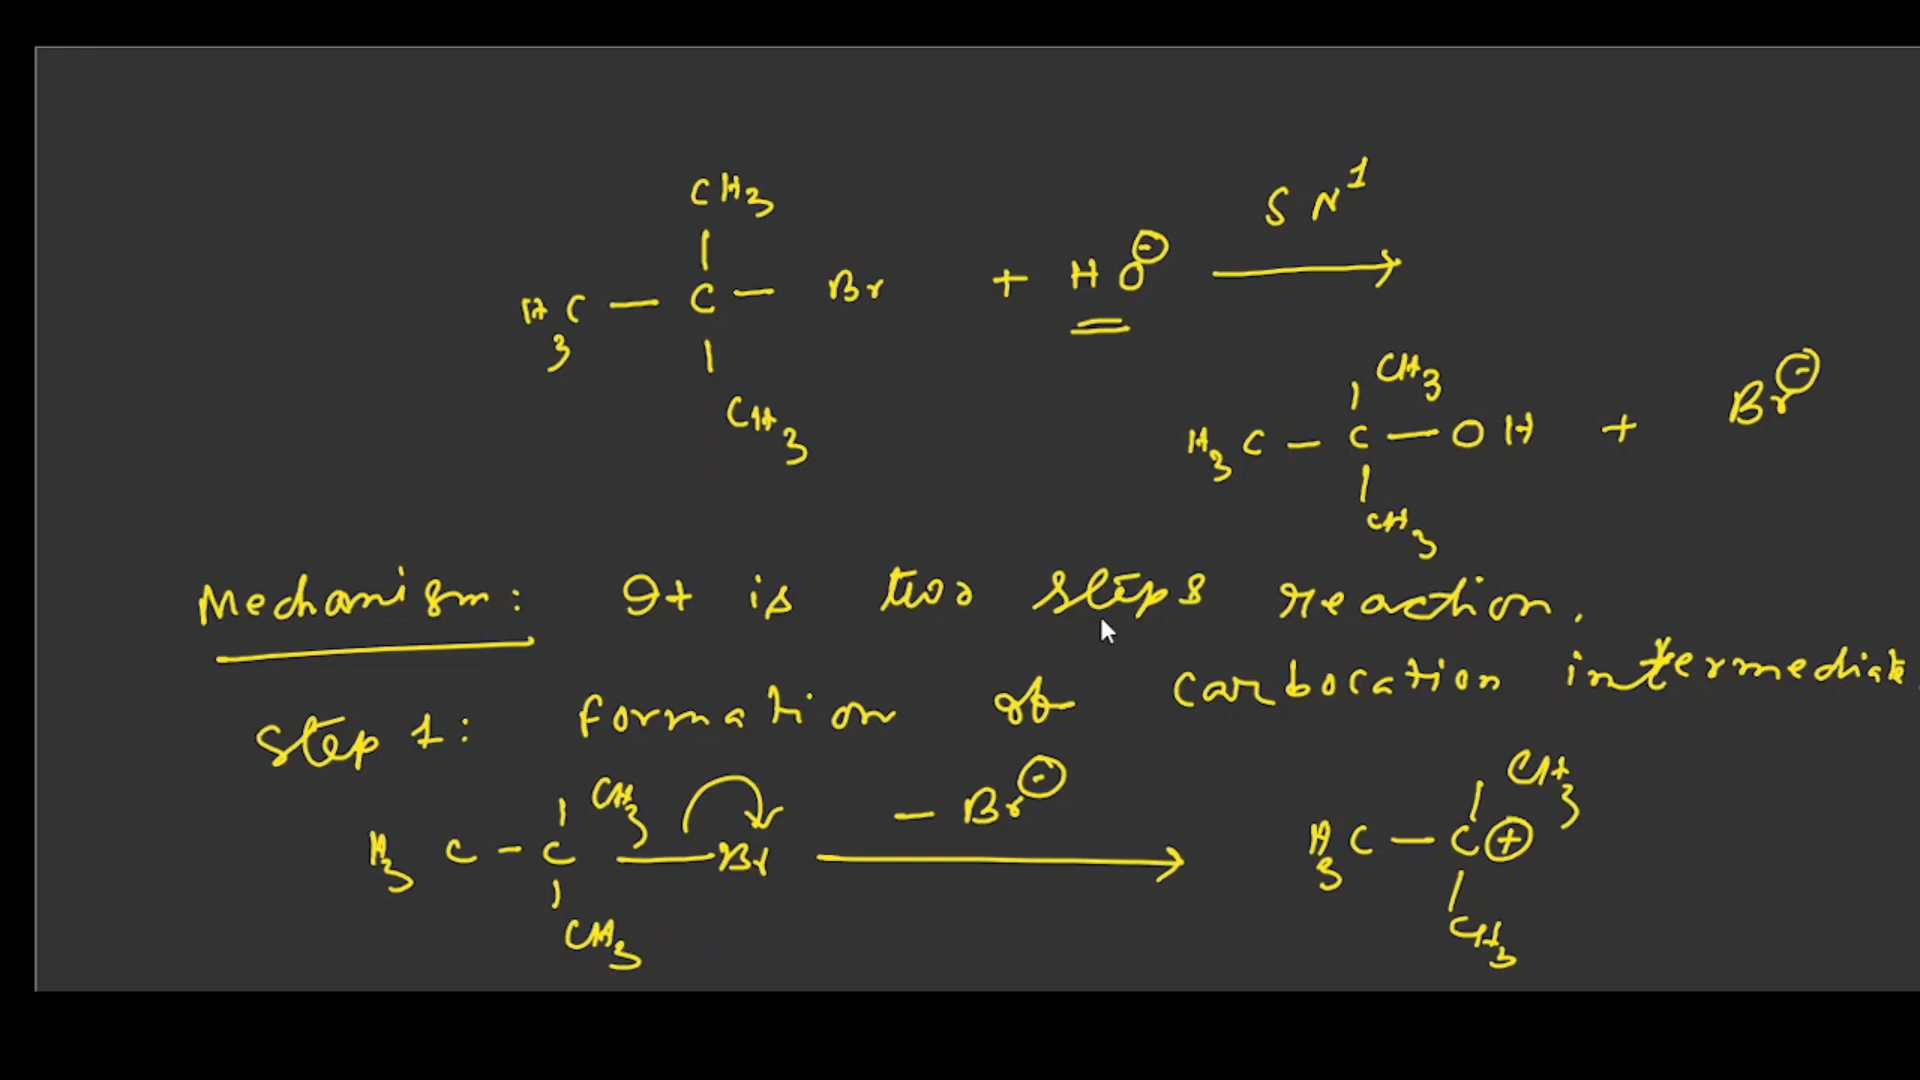 CH3
H3C - C - Br + HO⊖ SN1 →
CH3
CH3
H3C - C - OH + Br⊖
CH3
Mechanism: It is two steps reaction.
Step 1: formation of carbocation intermediate
CH3 - Br⊖ CH3
H3C - C - Br → H3C - C⊕
CH3 CH3